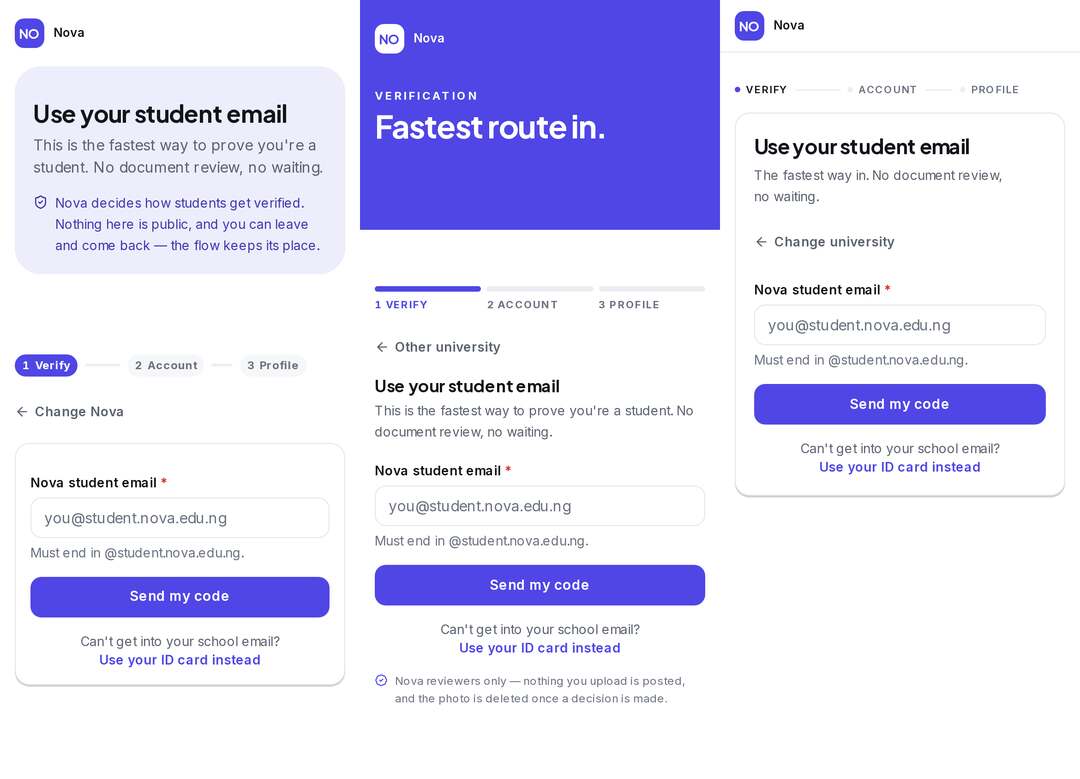 NO Nova
Use your student email
This is the fastest way to prove you're a
student. No document review, no waiting.
Nova decides how students get verified.
Nothing here is public, and you can leave
and come back — the flow keeps its place.
1 Verify 2 Account 3 Profile
Change Nova
Nova student email *
you@student.nova.edu.ng
Must end in @student.nova.edu.ng.
Send my code
Can't get into your school email?
Use your ID card instead
NO Nova
VERIFICATION
Fastest route in.
1 VERIFY 2 ACCOUNT 3 PROFILE
Other university
Use your student email
This is the fastest way to prove you're a student. No
document review, no waiting.
Nova student email *
you@student.nova.edu.ng
Must end in @student.nova.edu.ng.
Send my code
Can't get into your school email?
Use your ID card instead
Nova reviewers only — nothing you upload is posted,
and the photo is deleted once a decision is made.
NO Nova
VERIFY ACCOUNT PROFILE
Use your student email
The fastest way in. No document review,
no waiting.
Change university
Nova student email *
you@student.nova.edu.ng
Must end in @student.nova.edu.ng.
Send my code
Can't get into your school email?
Use your ID card instead